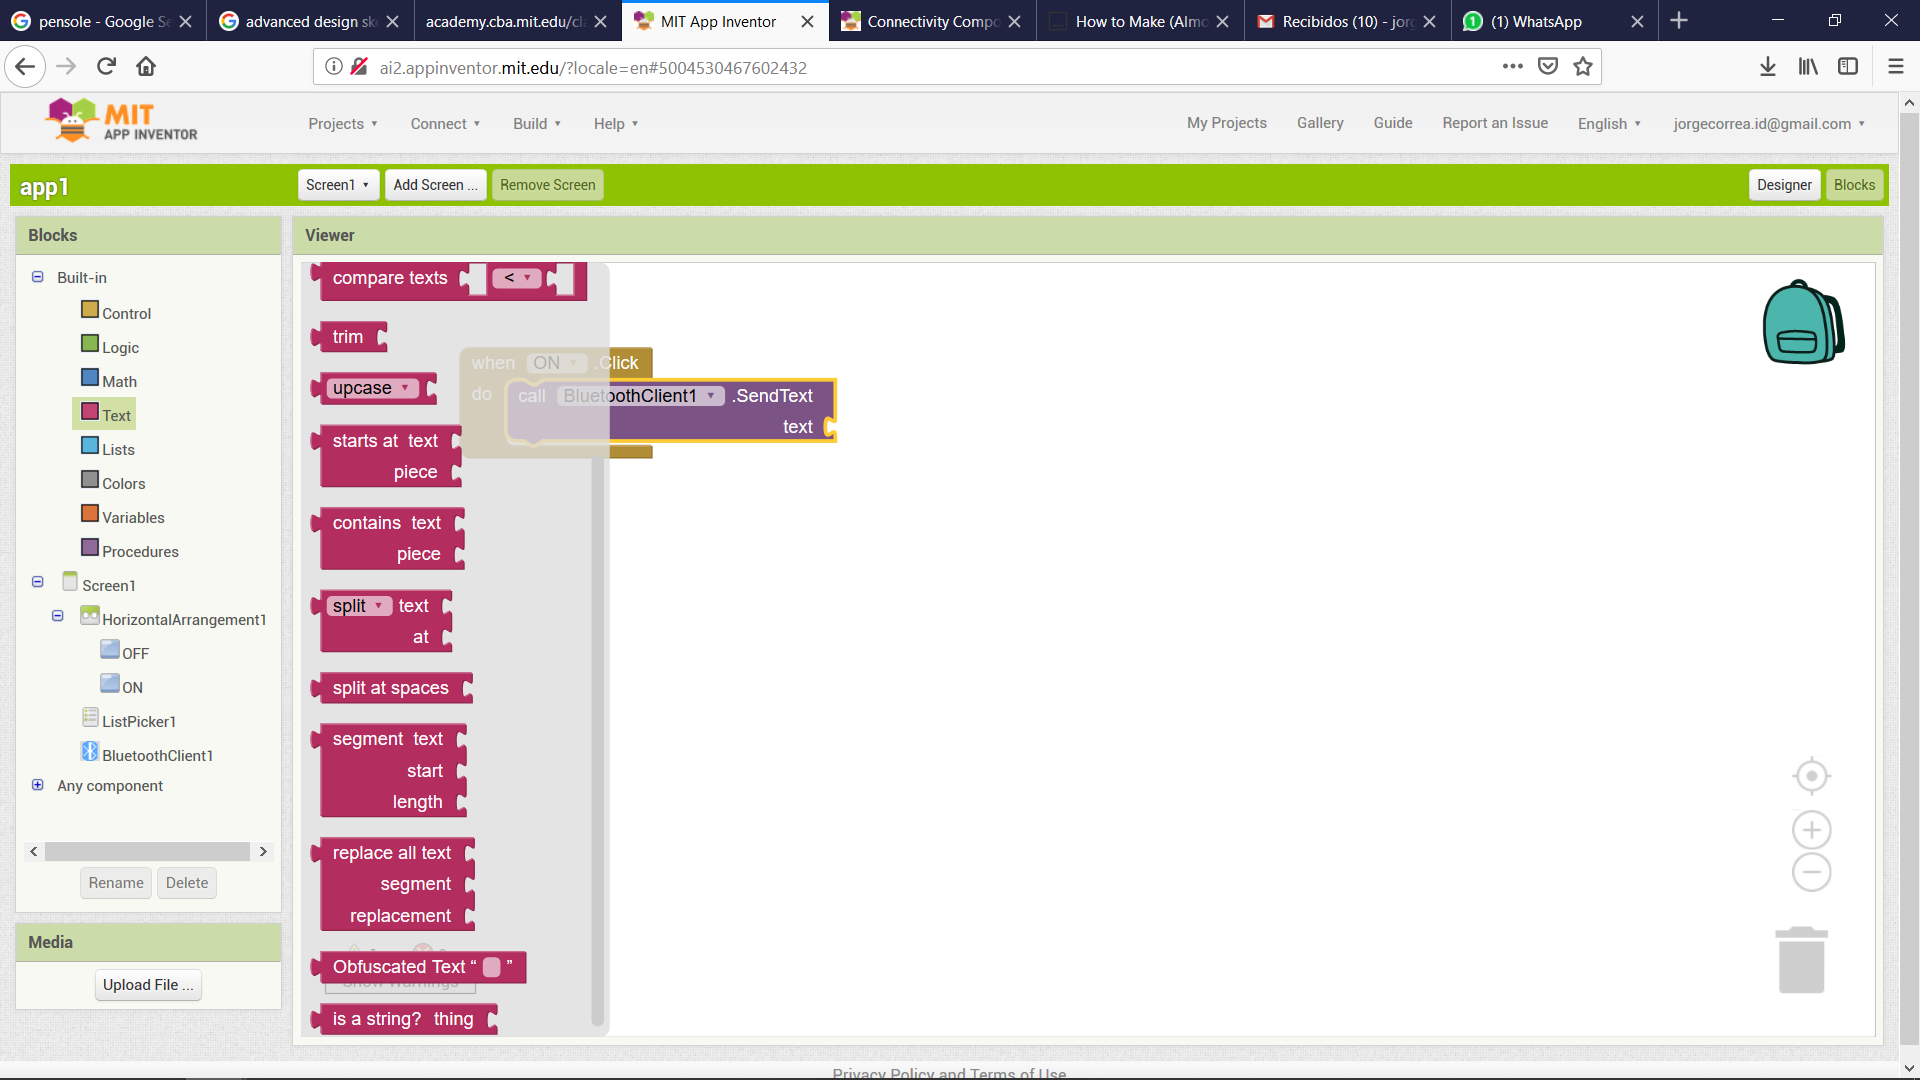 pensole - Google Se
advanced design ske
academy.cba.mit.edu/cla
MIT App Inventor
Connectivity Compo
How to Make (Almo
Recibidos (10) - jorg
(1) WhatsApp
ai2.appinventor.mit.edu/?locale=en#5004530467602432
MIT
APP INVENTOR
Projects
Connect
Build
Help
My Projects
Gallery
Guide
Report an Issue
English
jorgecorrea.id@gmail.com
app1
Screen1
Add Screen ...
Remove Screen
Designer
Blocks
Blocks
Viewer
Built-in
Control
Logic
Math
Text
Lists
Colors
Variables
Procedures
Screen1
HorizontalArrangement1
OFF
ON
ListPicker1
BluetoothClient1
Any component
Rename
Delete
Media
Upload File ...
compare texts <
trim
upcase
starts at text
piece
contains text
piece
split text
at
split at spaces
segment text
start
length
replace all text
segment
replacement
Obfuscated Text “ ”
Show Warnings
is a string? thing
when ON .Click
do call BluetoothClient1 .SendText
text
Privacy Policy and Terms of Use